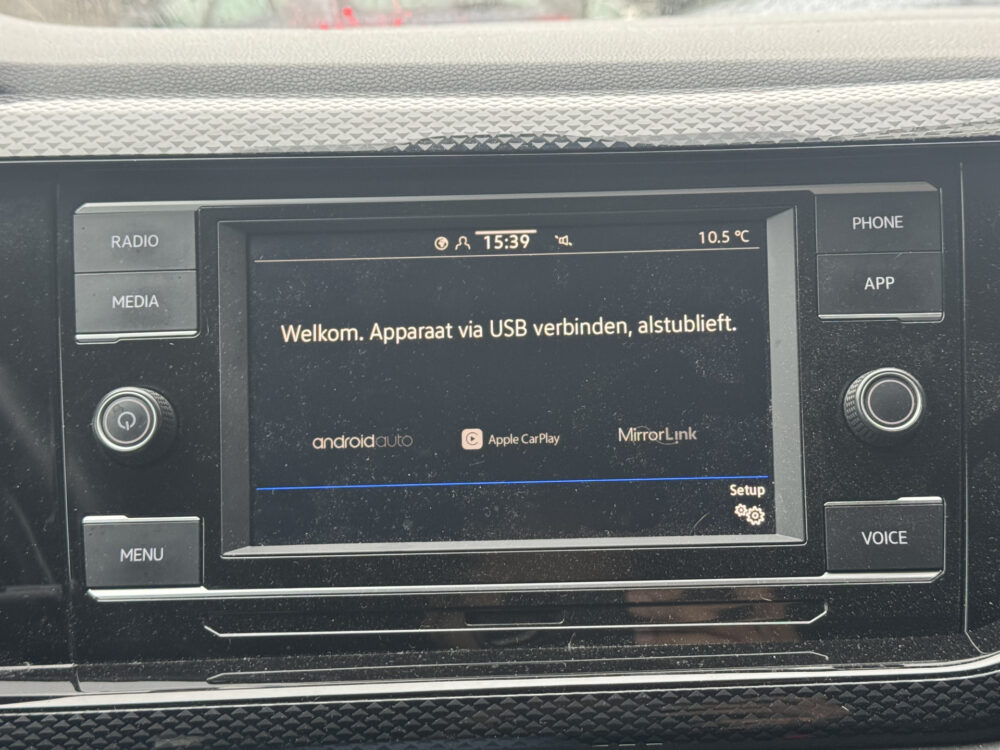 RADIO
MEDIA
15:39
10.5 °C
PHONE
APP
Welkom. Apparaat via USB verbinden, alstublieft.
androidauto
Apple CarPlay
MirrorLink
Setup
MENU
VOICE